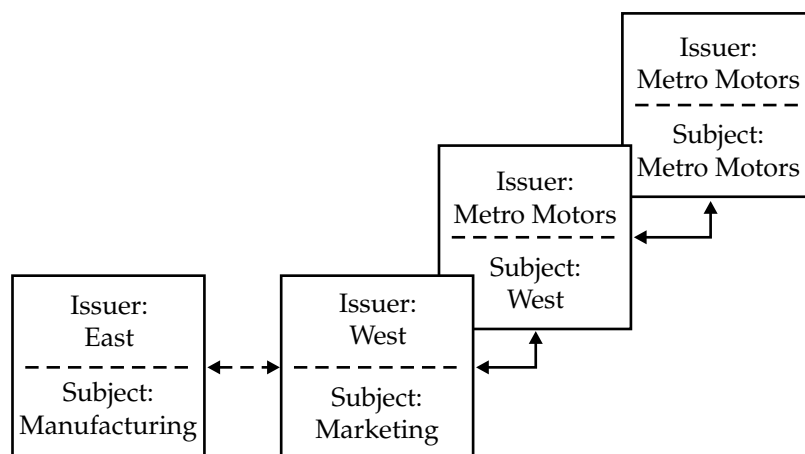 Issuer:
Metro Motors
Subject:
Metro Motors
Issuer:
Metro Motors
Subject:
West
Issuer:
East
Subject:
Manufacturing
Issuer:
West
Subject:
Marketing